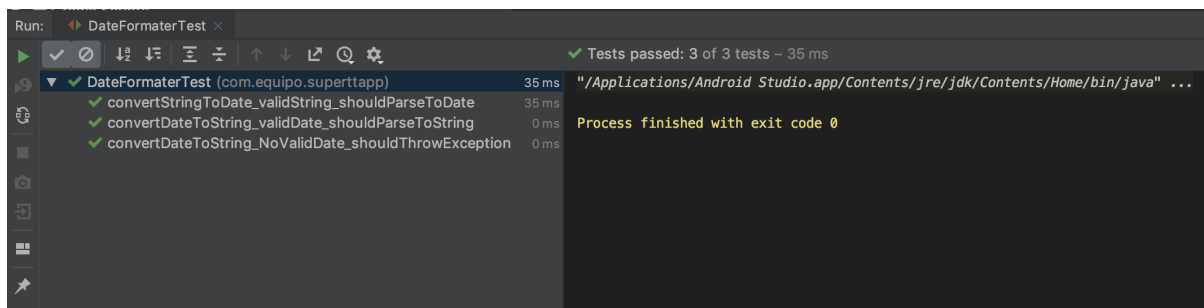 Run: DateFormaterTest
Tests passed: 3 of 3 tests – 35 ms
DateFormaterTest (com.equipo.superttapp) 35 ms
convertStringToDate_validString_shouldParseToDate 35 ms
convertDateToString_validDate_shouldParseToString 0 ms
convertDateToString_NoValidDate_shouldThrowException 0 ms
"/Applications/Android Studio.app/Contents/jre/jdk/Contents/Home/bin/java" ...
Process finished with exit code 0